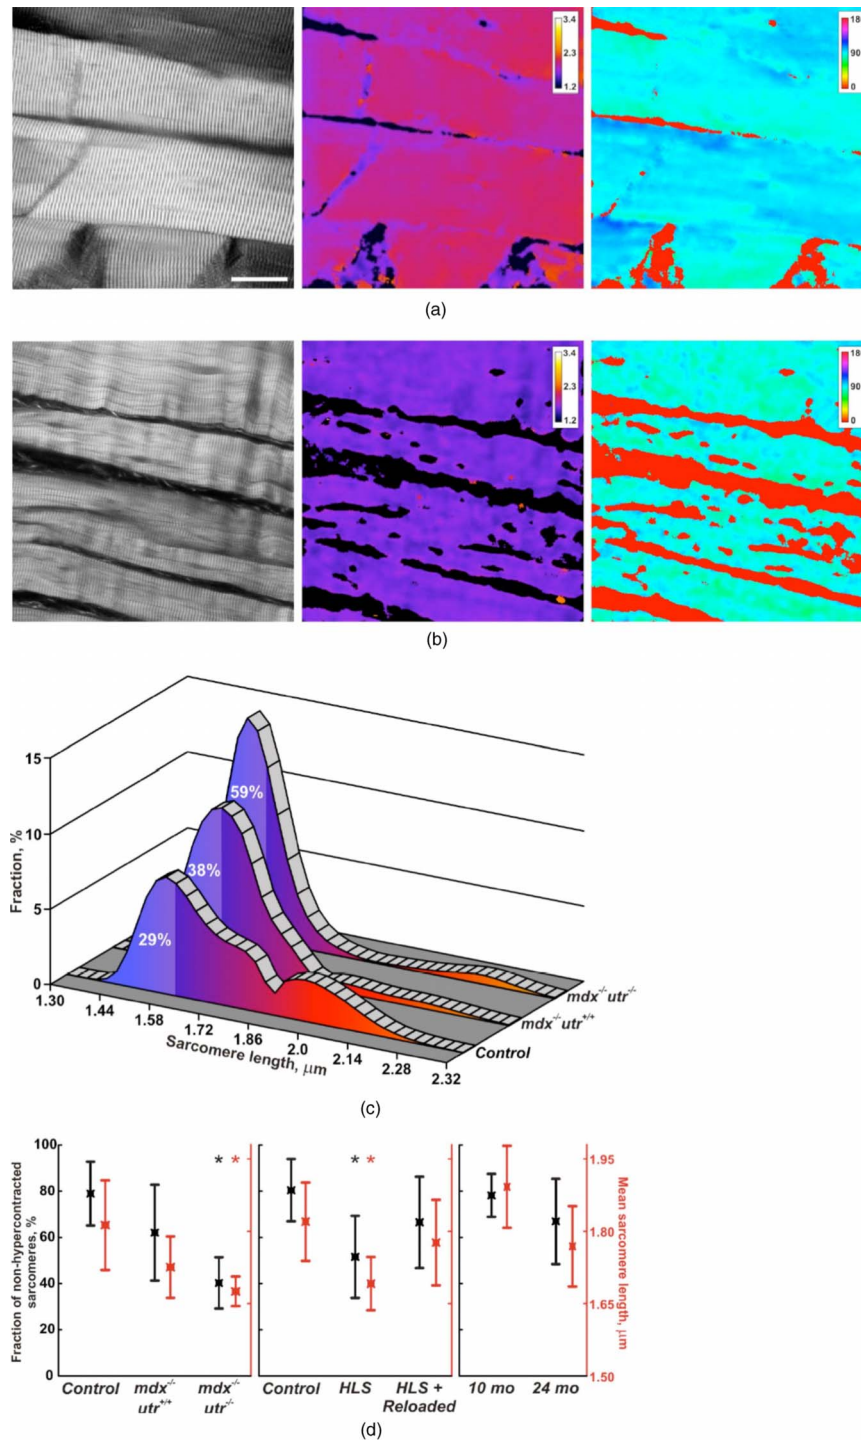 3.4
2.3
1.2
18
90
0
(a)
3.4
2.3
1.2
18
90
0
(b)
15
10
5
0
Fraction, %
59%
38%
29%
1.30
1.44
1.58
1.72
1.86
2.0
2.14
2.28
2.32
Sarcomere length, μm
mdx-/-utr-/-
mdx-/-utr+/+
Control
(c)
100
80
60
40
20
0
Fraction of non-hypercontracted
sarcomeres, %
* *
* *
1.95
1.80
1.65
1.50
Mean sarcomere length, μm
Control
mdx-/-
utr+/+
mdx-/-
utr-/-
Control
HLS
HLS +
Reloaded
10 mo
24 mo
(d)